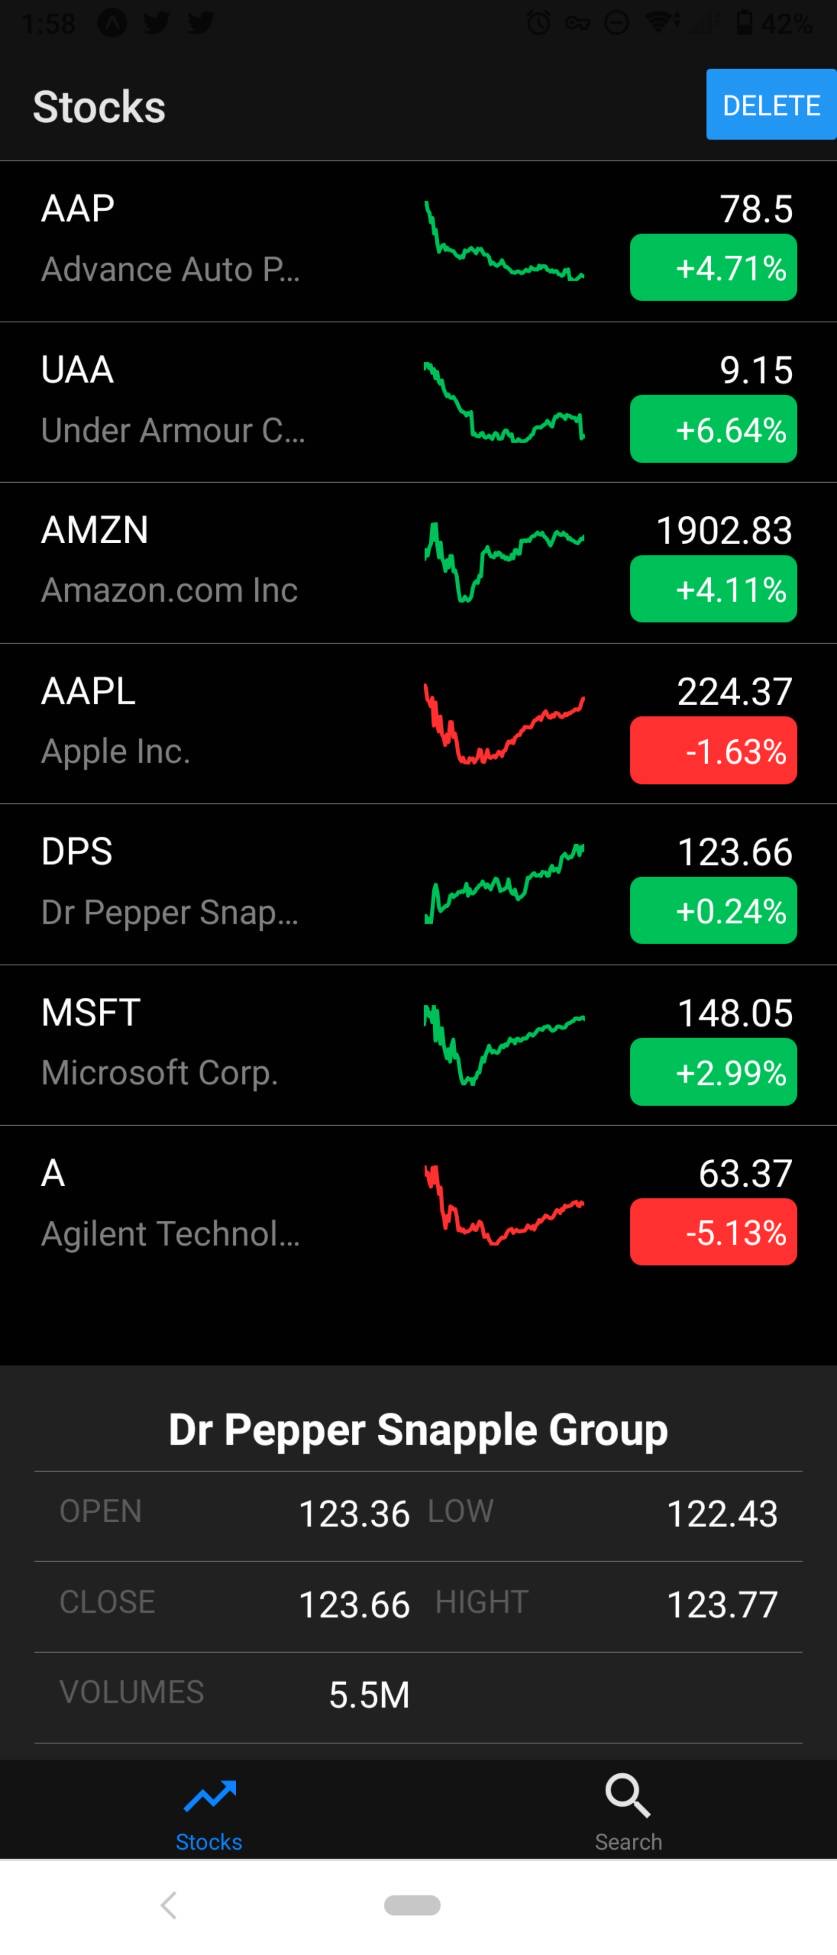 1:58 42%
Stocks DELETE
AAP 78.5
Advance Auto P... +4.71%
UAA 9.15
Under Armour C... +6.64%
AMZN 1902.83
Amazon.com Inc +4.11%
AAPL 224.37
Apple Inc. -1.63%
DPS 123.66
Dr Pepper Snap... +0.24%
MSFT 148.05
Microsoft Corp. +2.99%
A 63.37
Agilent Technol... -5.13%
Dr Pepper Snapple Group
OPEN 123.36 LOW 122.43
CLOSE 123.66 HIGHT 123.77
VOLUMES 5.5M
Stocks Search